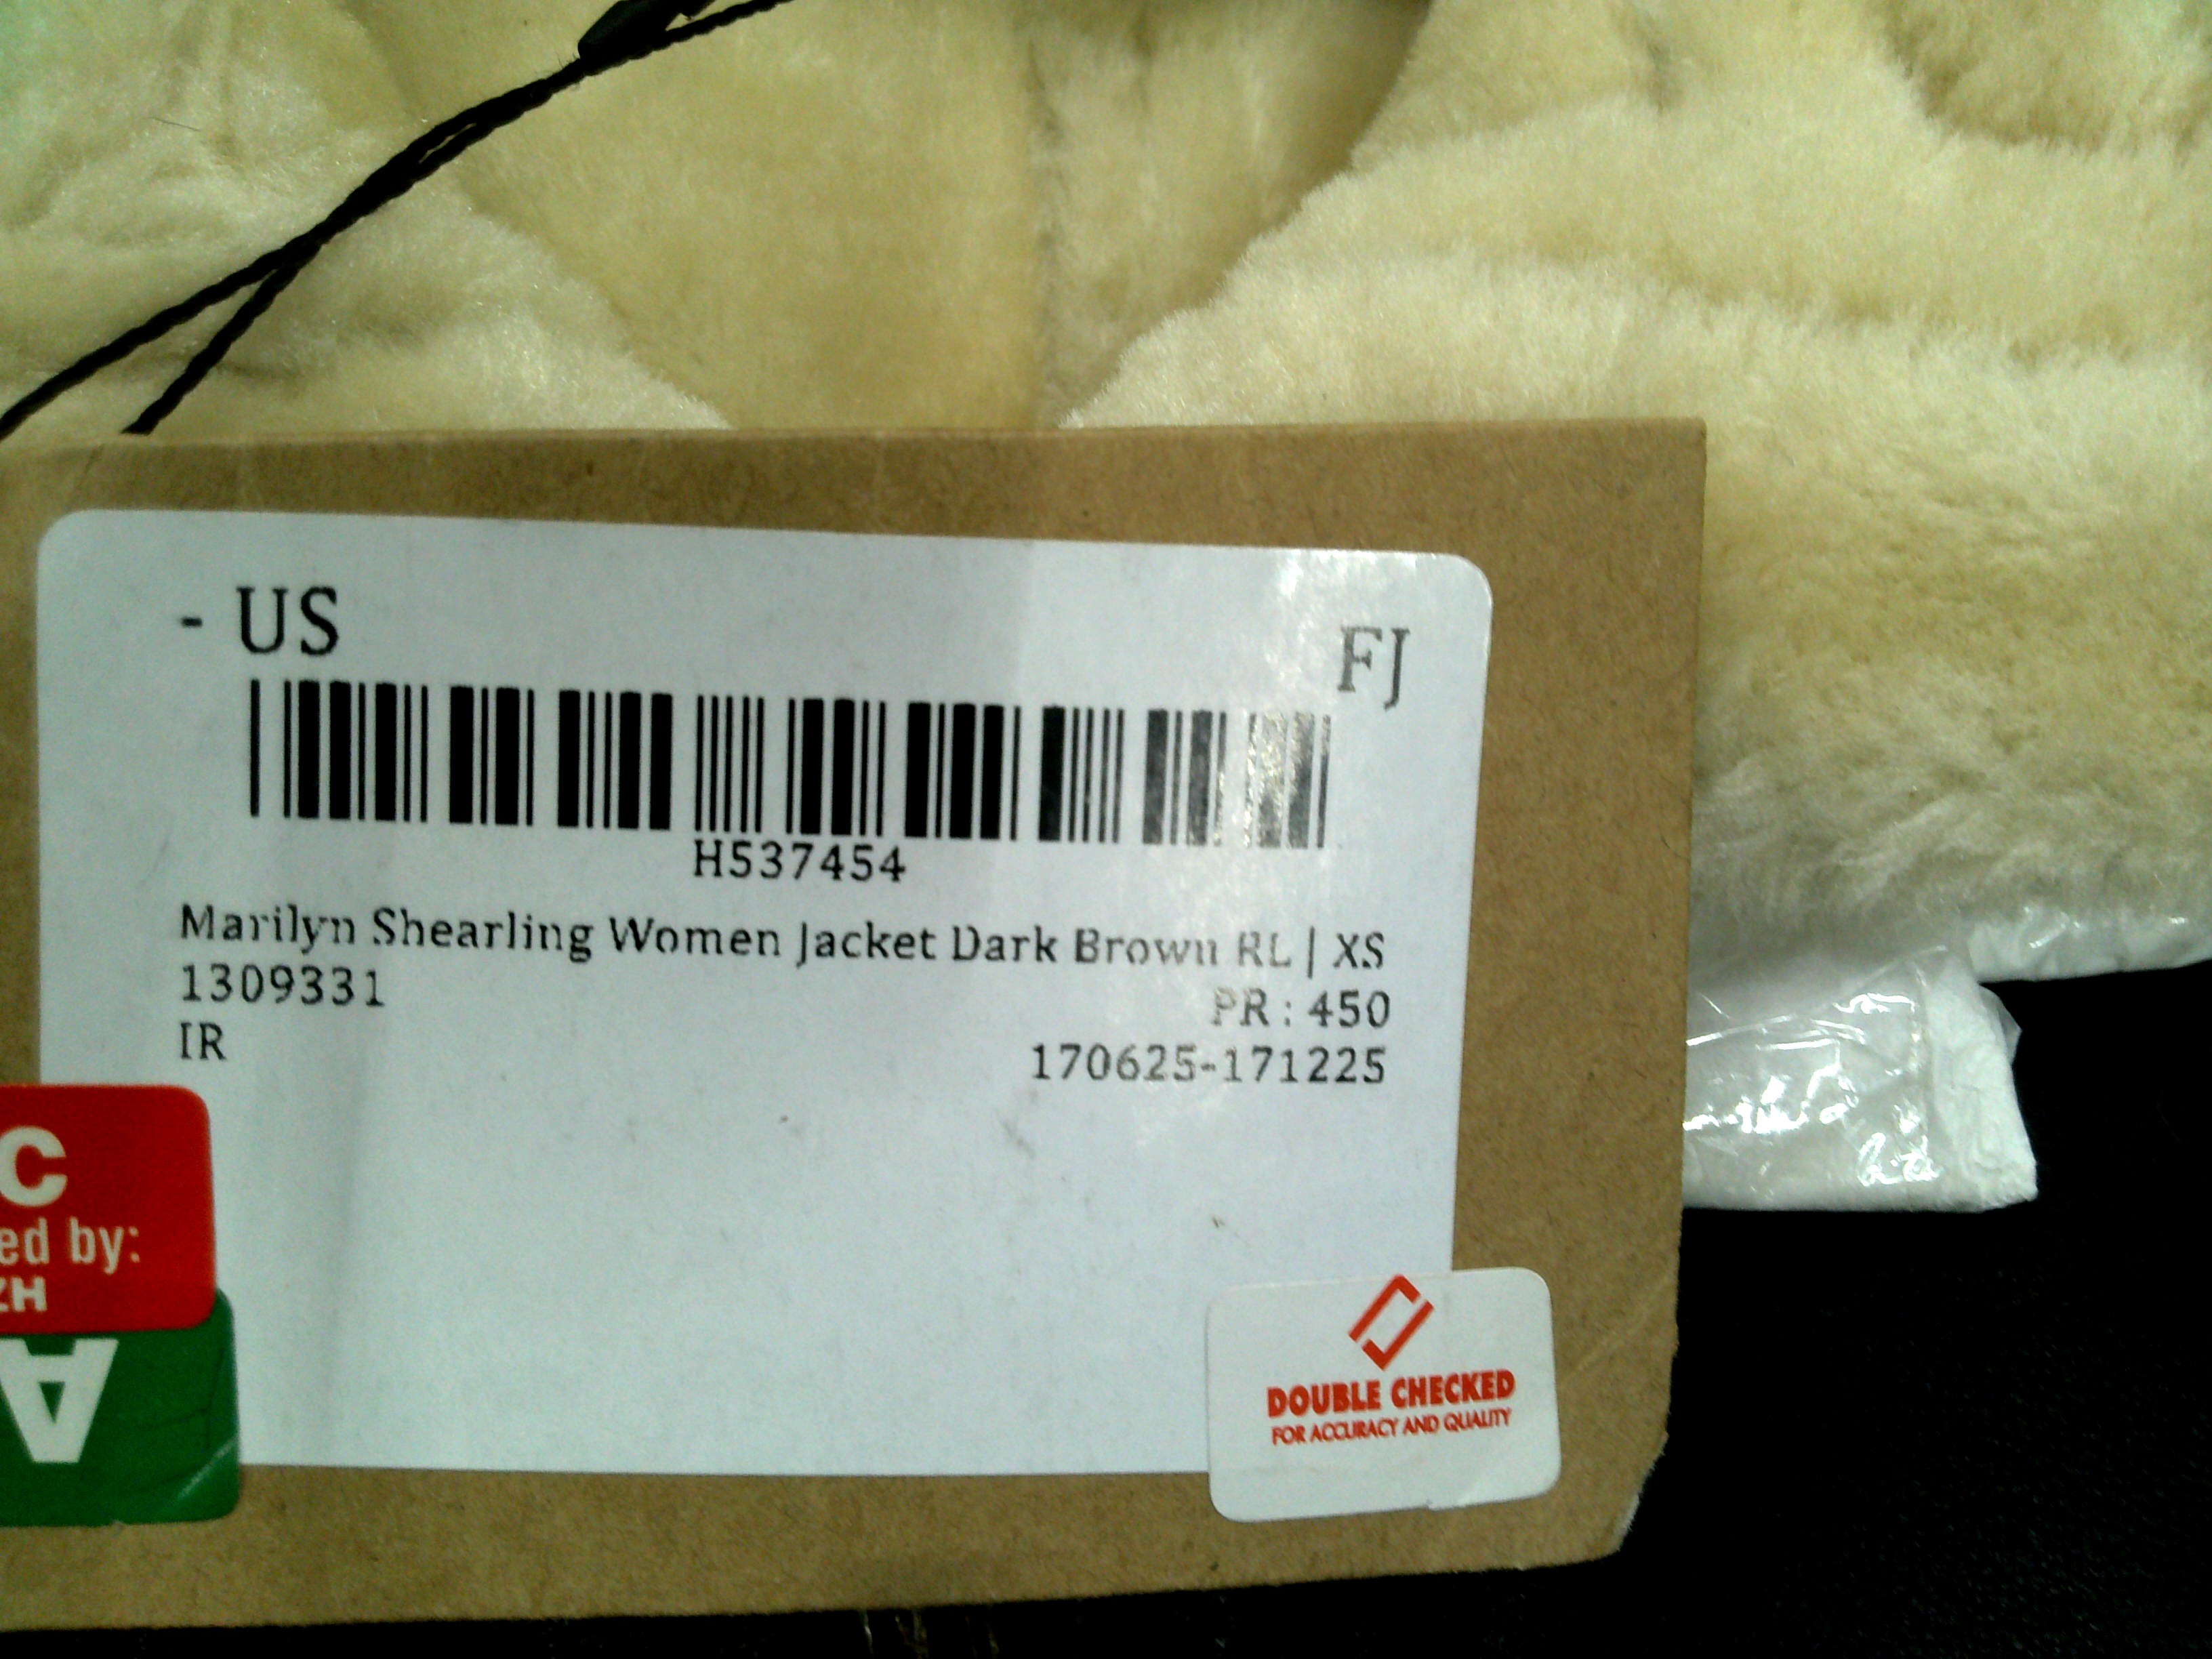 - US
FJ
H537454
Marilyn Shearling Women Jacket Dark Brown RL | XS
1309331
PR : 450
IR
170625-171225
C
ed by:
ZH
A
DOUBLE CHECKED
FOR ACCURACY AND QUALITY